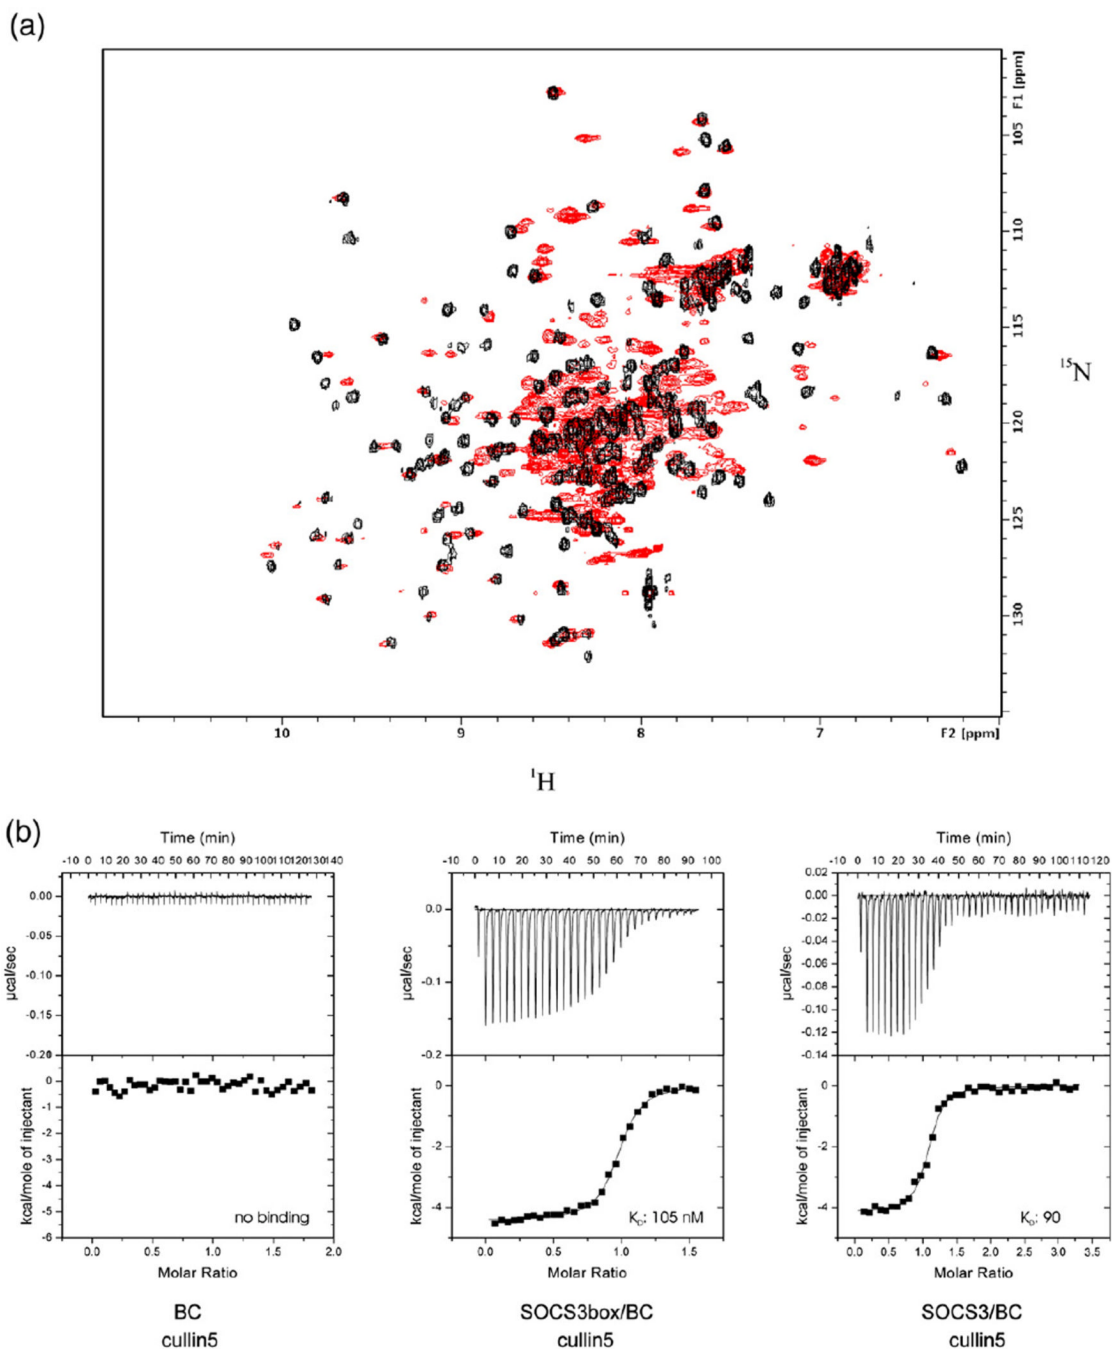 (a)
F1 [ppm]
105
110
115
¹⁵N
120
125
130
10 9 8 7 F2 [ppm]
¹H
(b)
Time (min) Time (min) Time (min)
-10 0 10 20 30 40 50 60 70 80 90 100 110 120 130 140 -10 0 10 20 30 40 50 60 70 80 90 100 -10 0 10 20 30 40 50 60 70 80 90 100 110 120
µcal/sec
0.00
-0.05
-0.10
-0.15
-0.20
µcal/sec
0.0
-0.1
-0.2
µcal/sec
0.02
0.00
-0.02
-0.04
-0.06
-0.08
-0.10
-0.12
-0.14
kcal/mole of injectant
0
-1
-2
-3
-4
-5
-6
no binding
0.0 0.5 1.0 1.5 2.0
Molar Ratio
kcal/mole of injectant
0
-2
-4
K_D: 105 nM
0.0 0.5 1.0 1.5
Molar Ratio
kcal/mole of injectant
0
-2
-4
K_D: 90
0.0 0.5 1.0 1.5 2.0 2.5 3.0 3.5
Molar Ratio
BC SOCS3box/BC SOCS3/BC
cullin5 cullin5 cullin5